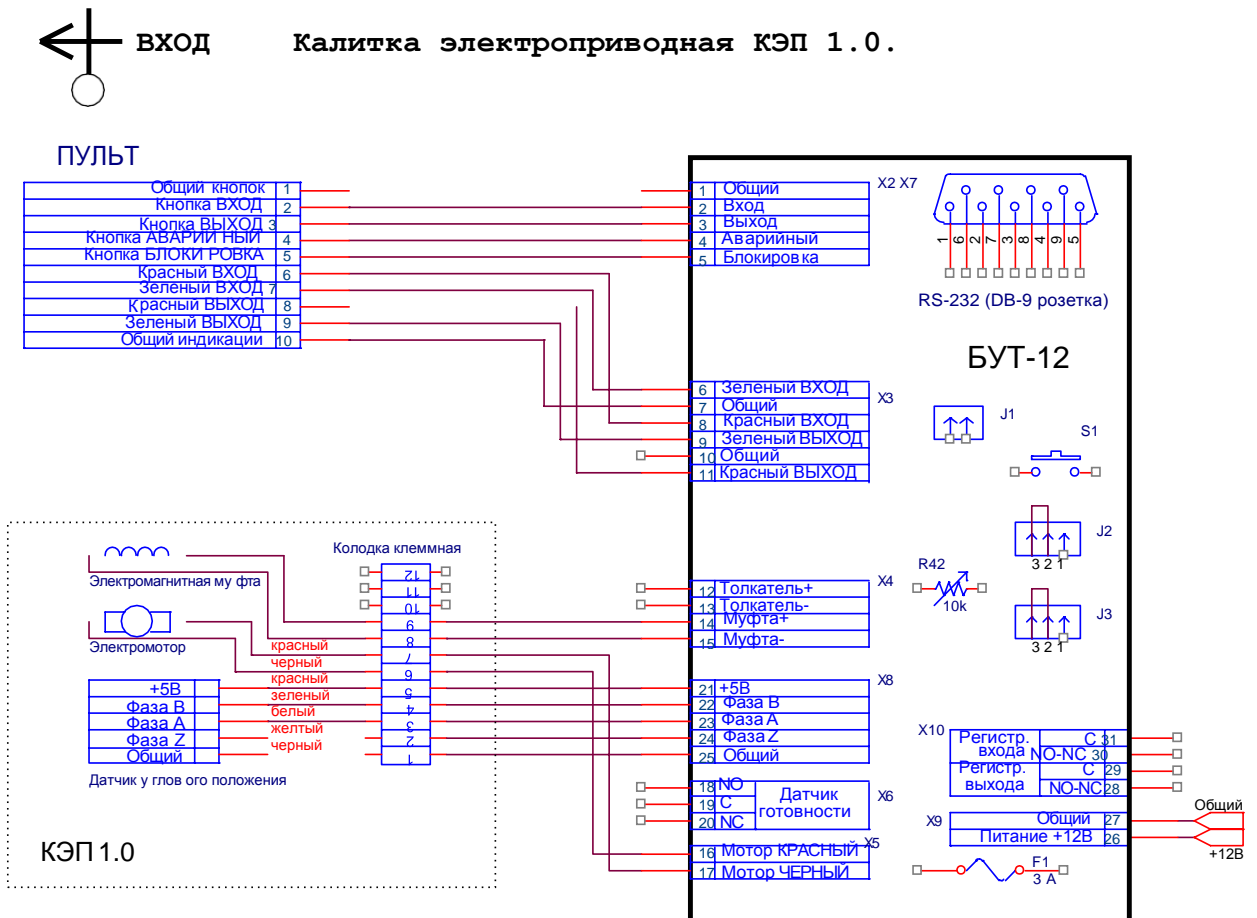 ВХОД Калитка электроприводная КЭП 1.0.
ПУЛЬТ
Общий кнопок 1
Кнопка ВХОД 2
Кнопка ВЫХОД 3
Кнопка АВАРИЙ НЫЙ 4
Кнопка БЛОКИ РОВКА 5
Красный ВХОД 6
Зеленый ВХОД 7
Красный ВЫХОД 8
Зеленый ВЫХОД 9
Общий индикации 10
1 Общий
2 Вход
3 Выход
4 Аварийный
5 Блокировка
X2 X7
1 6 2 7 3 8 4 9 5
RS-232 (DB-9 розетка)
БУТ-12
6 Зеленый ВХОД
7 Общий
8 Красный ВХОД
9 Зеленый ВЫХОД
10 Общий
11 Красный ВЫХОД
X3
J1
S1
J2
3 2 1
R42
10k
J3
3 2 1
Колодка клеммная
12
11
10
9
8
7
6
5
4
3
2
1
Электромагнитная му фта
Электромотор
красный
черный
красный
зеленый
белый
желтый
черный
+5В
Фаза В
Фаза А
Фаза Z
Общий
Датчик у глов ого положения
КЭП 1.0
12 Толкатель+
13 Толкатель-
14 Муфта+
15 Муфта-
X4
21 +5В
22 Фаза В
23 Фаза А
24 Фаза Z
25 Общий
X8
18 NO
19 C
20 NC
Датчик
готовности
X6
16 Мотор КРАСНЫЙ
17 Мотор ЧЕРНЫЙ
X5
X10
Регистр.
входа
C 31
NO-NC 30
Регистр.
выхода
C 29
NO-NC 28
X9
Общий 27
Питание +12В 26
Общий
+12В
F1
3 А